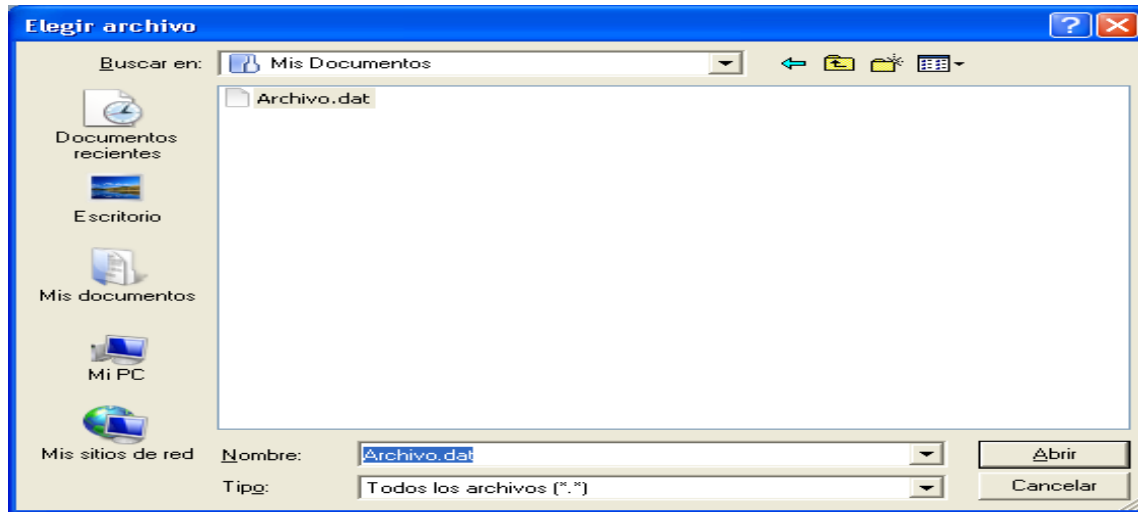 Elegir archivo
Buscar en: Mis Documentos
Archivo.dat
Documentos
recientes
Escritorio
Mis documentos
Mi PC
Mis sitios de red
Nombre: Archivo.dat Abrir
Tipo: Todos los archivos (*.*) Cancelar